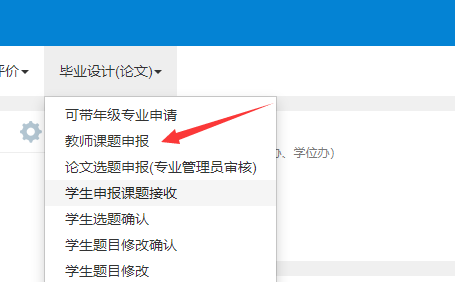 评价
毕业设计(论文)
可带年级专业申请
教师课题申报
论文选题申报(专业管理员审核)
办、学位办)
学生申报课题接收
学生选题确认
学生题目修改确认
学生题目修改